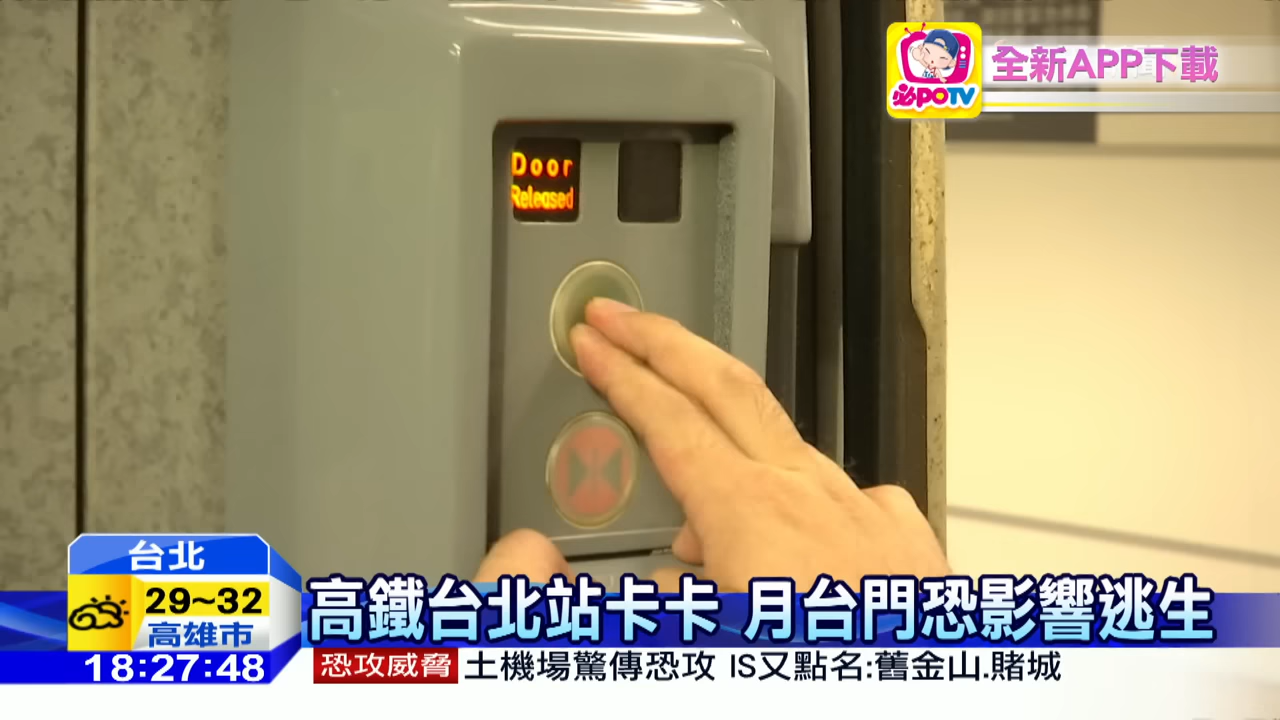 必POTV
全新APP下載
Door
Released
台北
29~32
高雄市
18:27:48
高鐵台北站卡卡 月台門恐影響逃生
恐攻威脅 土機場驚傳恐攻 IS又點名:舊金山.賭城